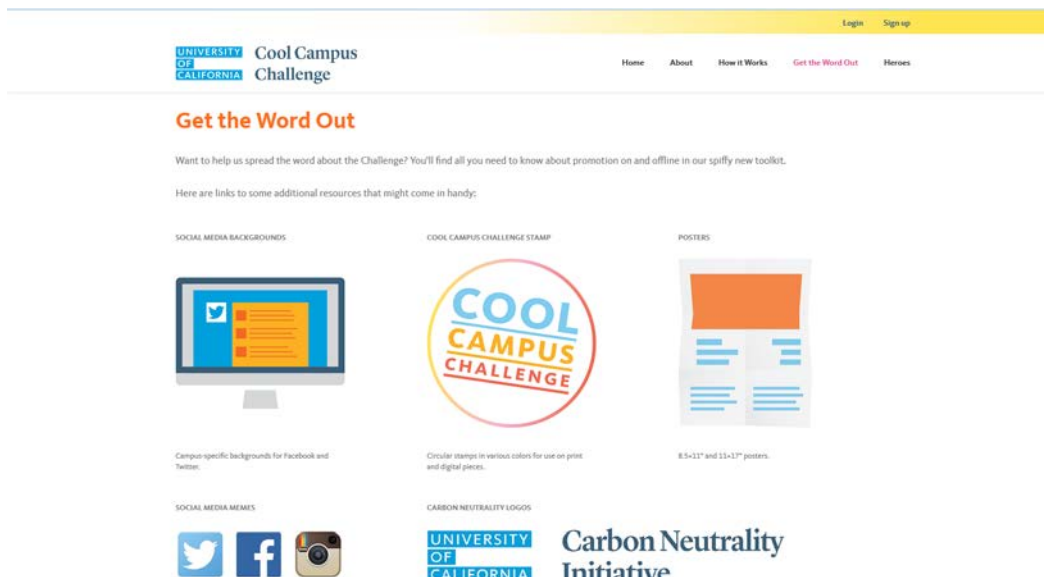 Login Sign up
UNIVERSITY
OF
CALIFORNIA
Cool Campus
Challenge
Home About How it Works Get the Word Out Heroes
Get the Word Out
Want to help us spread the word about the Challenge? You'll find all you need to know about promotion on and offline in our spiffy new toolkit.
Here are links to some additional resources that might come in handy:
SOCIAL MEDIA BACKGROUNDS
COOL CAMPUS CHALLENGE STAMP
POSTERS
COOL
CAMPUS
CHALLENGE
Campus-specific backgrounds for Facebook and
Twitter.
Circular stamps in various colors for use on print
and digital pieces.
8.5×11" and 11×17" posters.
SOCIAL MEDIA MEMES
CARBON NEUTRALITY LOGOS
UNIVERSITY
OF
CALIFORNIA
Carbon Neutrality
Initiative